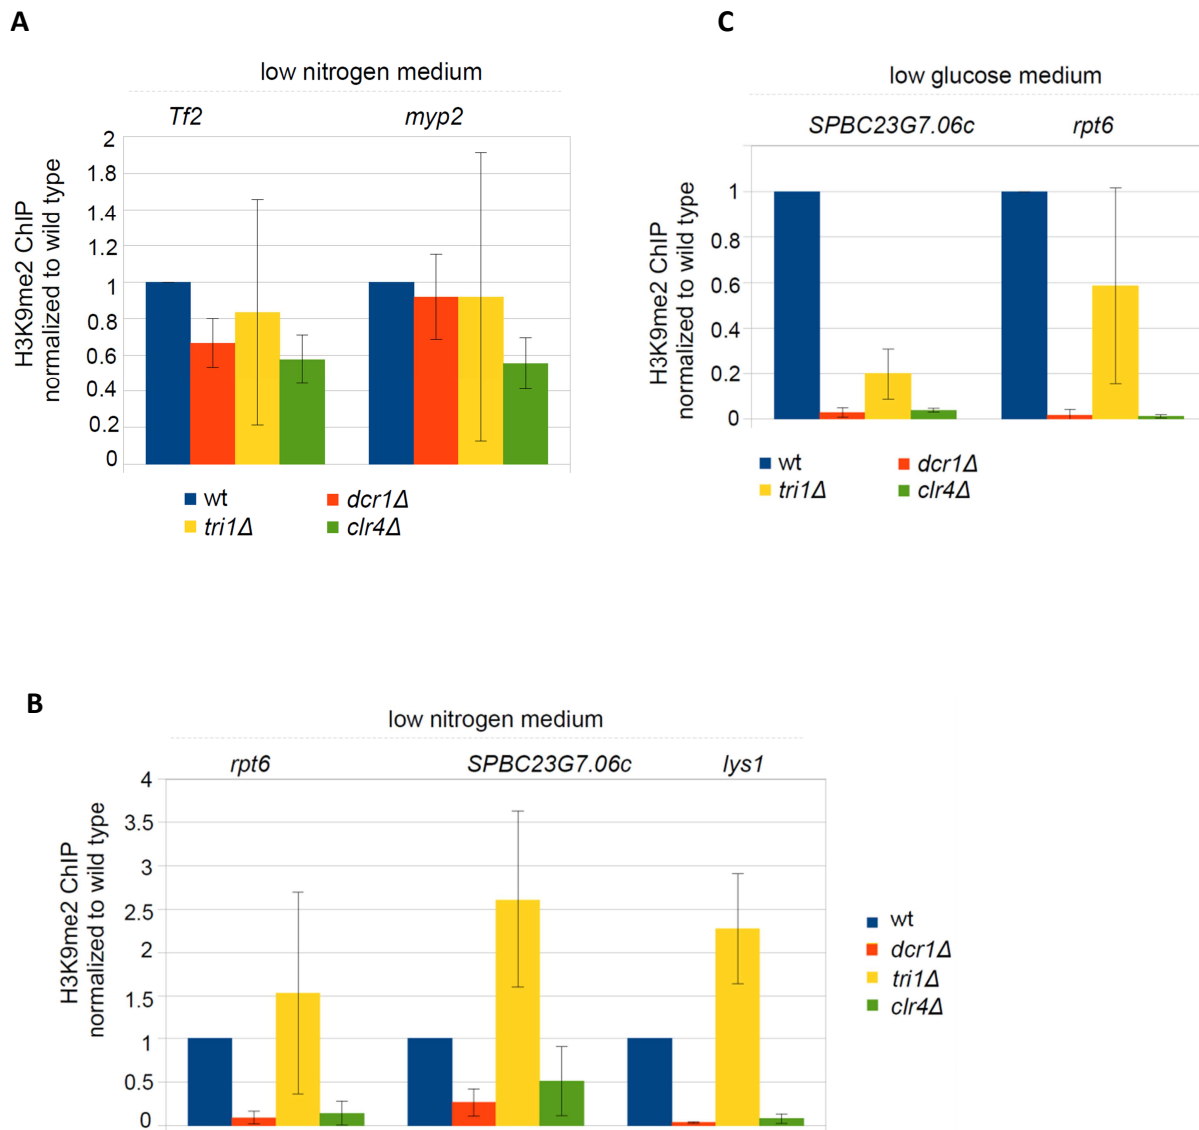 A
low nitrogen medium
Tf2 myp2
H3K9me2 ChIP
normalized to wild type
2
1.8
1.4
1.2
1
0.8
0.6
0.4
0.2
0
wt dcr1Δ
tri1Δ clr4Δ
C
low glucose medium
SPBC23G7.06c rpt6
H3K9me2 ChIP
normalized to wild type
1
0.8
0.6
0.4
0.2
0
wt dcr1Δ
tri1Δ clr4Δ
B
low nitrogen medium
rpt6 SPBC23G7.06c lys1
H3K9me2 ChIP
normalized to wild type
4
3.5
3
2.5
2
1.5
1
0.5
0
wt
dcr1Δ
tri1Δ
clr4Δ